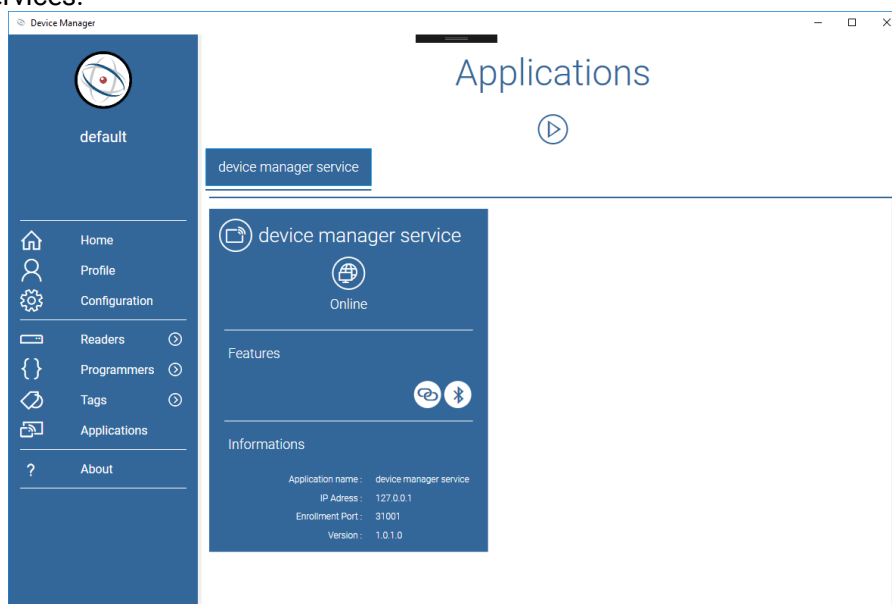 ervices.
Device Manager
default
Home
Profile
Configuration
Readers
Programmers
Tags
Applications
? About
Applications
device manager service
device manager service
Online
Features
Informations
Application name : device manager service
IP Adress : 127.0.0.1
Enrollment Port : 31001
Version : 1.0.1.0